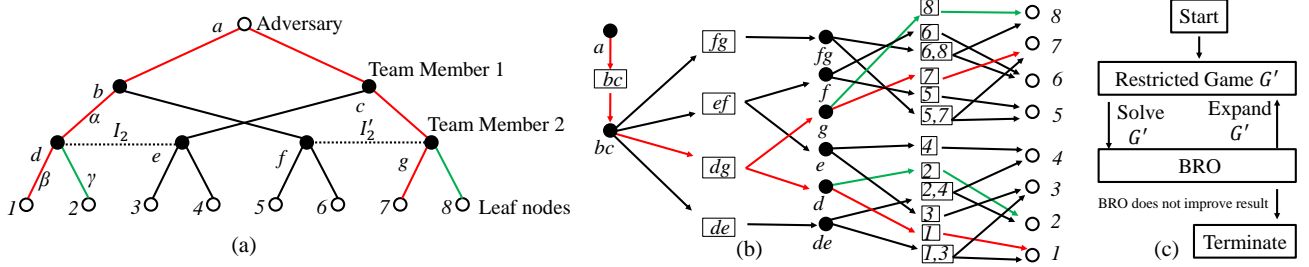 a
Adversary
Team Member 1
b
c
α
I₂
I₂′
Team Member 2
d
e
f
g
β
γ
1
2
3
4
5
6
7
8
Leaf nodes
(a)
a
bc
bc
fg
ef
dg
de
fg
f
g
e
d
de
8
6
6,8
7
5
5,7
4
2
2,4
3
1
1,3
8
7
6
5
4
3
2
1
(b)
Start
Restricted Game G′
Solve
G′
Expand
G′
BRO
BRO does not improve result
Terminate
(c)